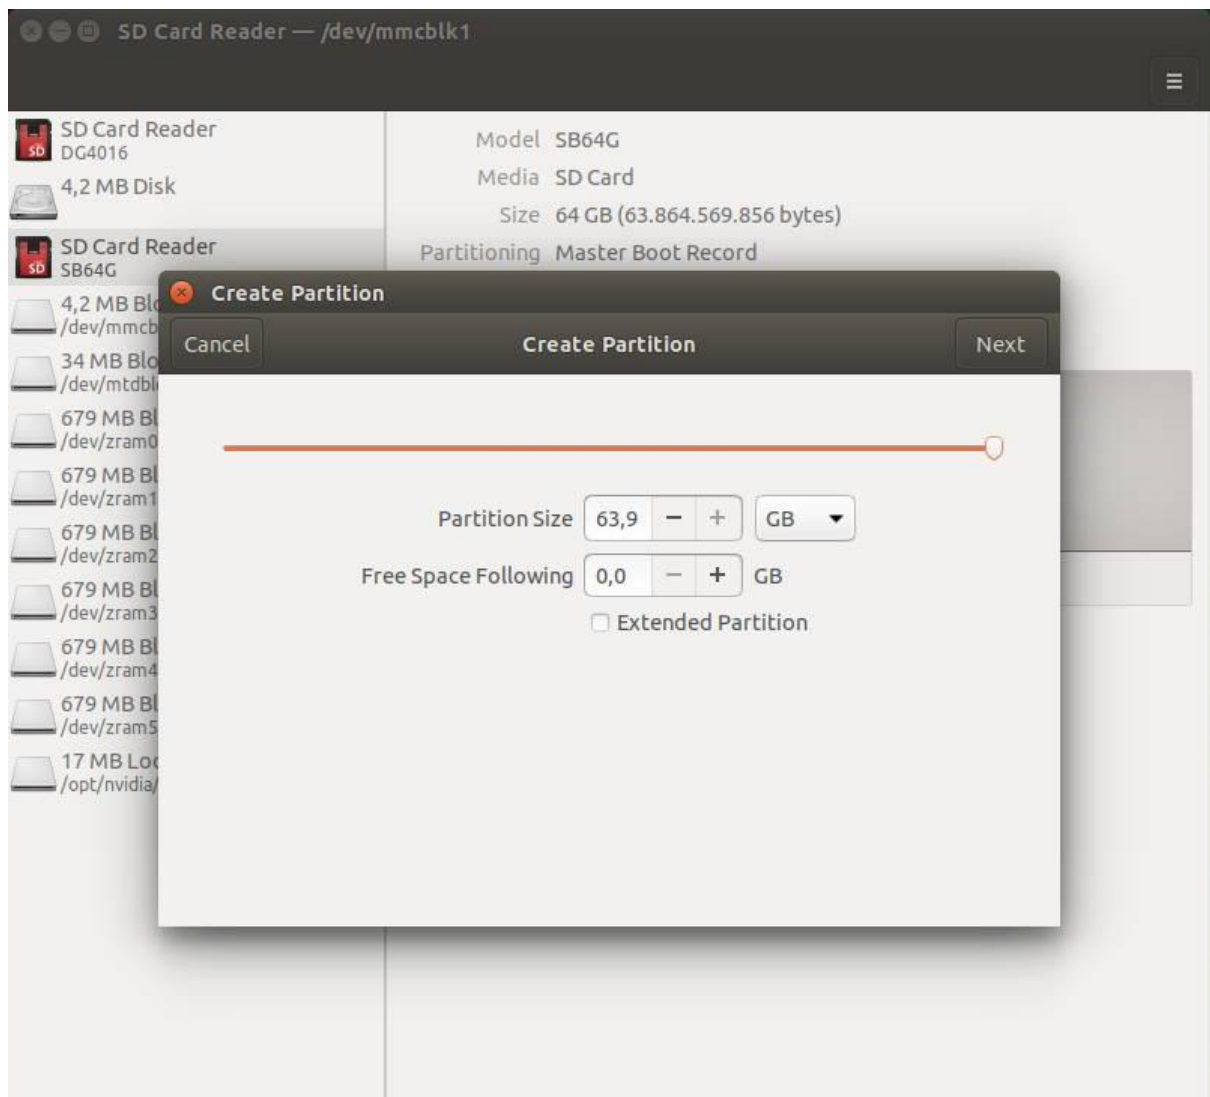 SD Card Reader — /dev/mmcblk1
SD Card Reader
DG4016
4,2 MB Disk
SD Card Reader
SB64G
4,2 MB Blo
/dev/mmcb
34 MB Blo
/dev/mtdbl
679 MB Bl
/dev/zram0
679 MB Bl
/dev/zram1
679 MB Bl
/dev/zram2
679 MB Bl
/dev/zram3
679 MB Bl
/dev/zram4
679 MB Bl
/dev/zram5
17 MB Loo
/opt/nvidia/
Model SB64G
Media SD Card
Size 64 GB (63.864.569.856 bytes)
Partitioning Master Boot Record
Create Partition
Cancel Create Partition Next
Partition Size 63,9 − + GB
Free Space Following 0,0 − + GB
Extended Partition